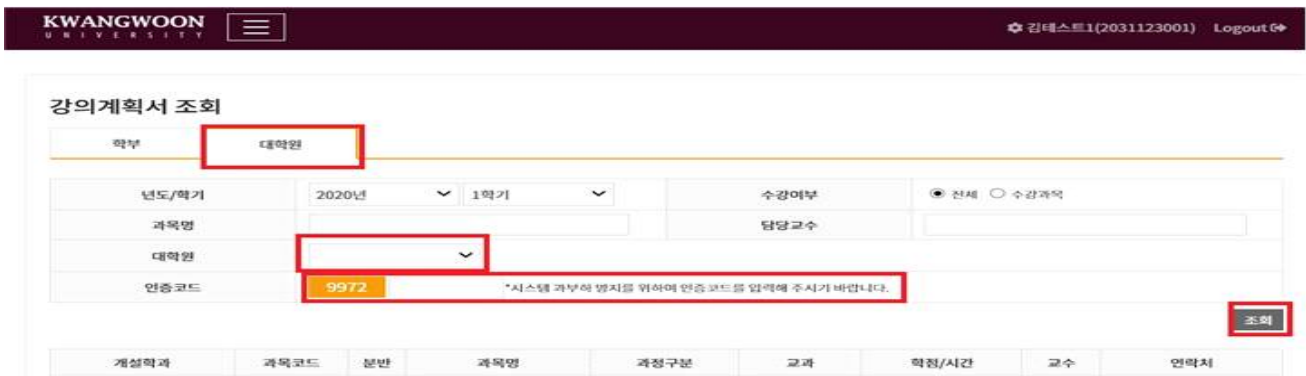 KWANGWOON
UNIVERSITY
김테스트1(2031123001) Logout
강의계획서 조회
학부 대학원
년도/학기 2020년 1학기 수강여부 전체 수강과목
과목명 담당교수
대학원
인증코드 9972 *시스템 과부하 방지를 위하여 인증코드를 입력해 주시기 바랍니다.
조회
개설학과 과목코드 분반 과목명 과정구분 교과 학점/시간 교수 연락처